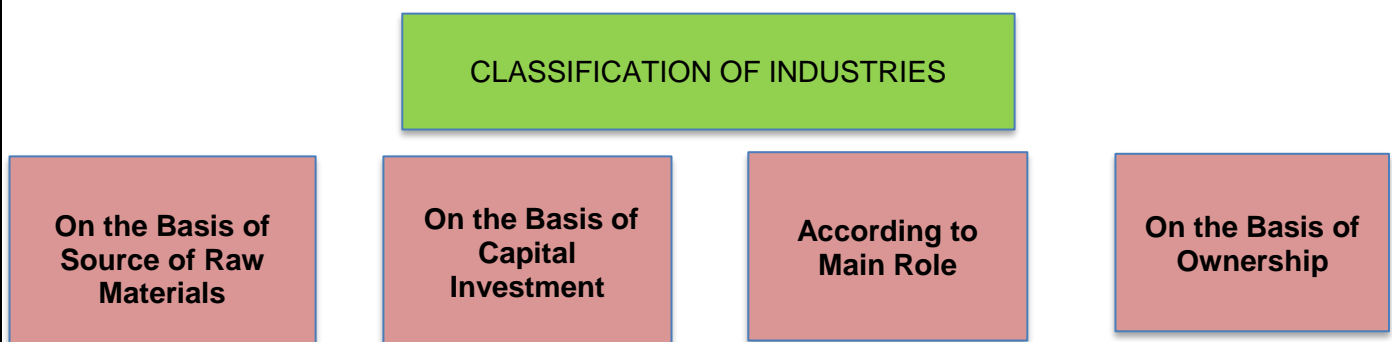 CLASSIFICATION OF INDUSTRIES
On the Basis of
Source of Raw
Materials
On the Basis of
Capital
Investment
According to
Main Role
On the Basis of
Ownership